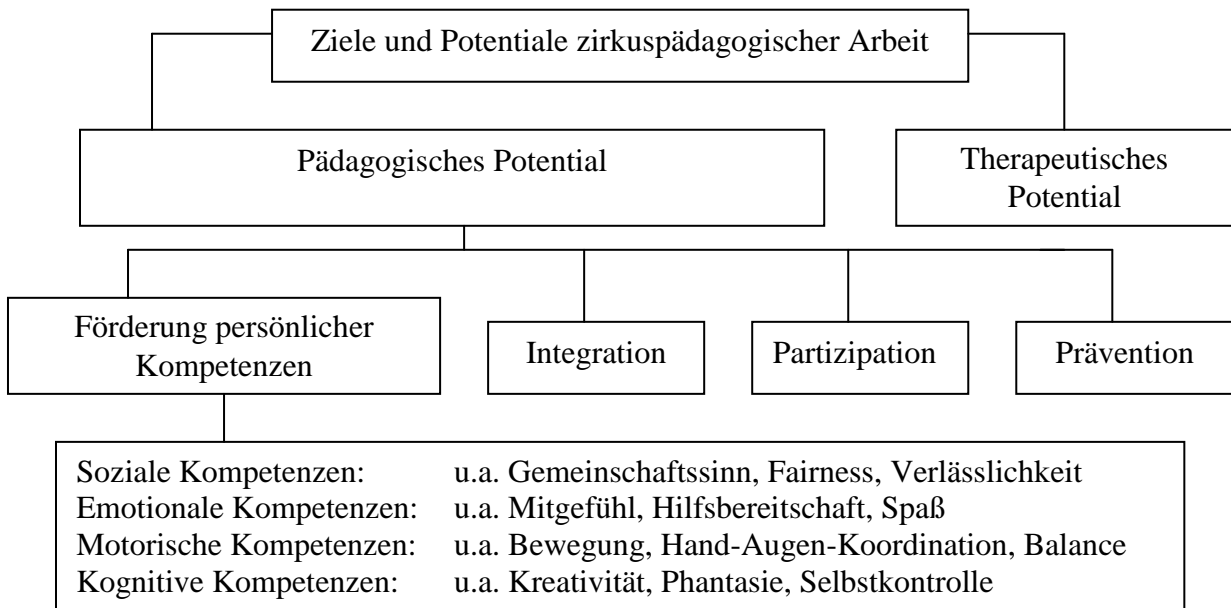 Ziele und Potentiale zirkuspädagogischer Arbeit
Pädagogisches Potential
Therapeutisches
Potential
Förderung persönlicher
Kompetenzen
Integration
Partizipation
Prävention
Soziale Kompetenzen: u.a. Gemeinschaftssinn, Fairness, Verlässlichkeit
Emotionale Kompetenzen: u.a. Mitgefühl, Hilfsbereitschaft, Spaß
Motorische Kompetenzen: u.a. Bewegung, Hand-Augen-Koordination, Balance
Kognitive Kompetenzen: u.a. Kreativität, Phantasie, Selbstkontrolle